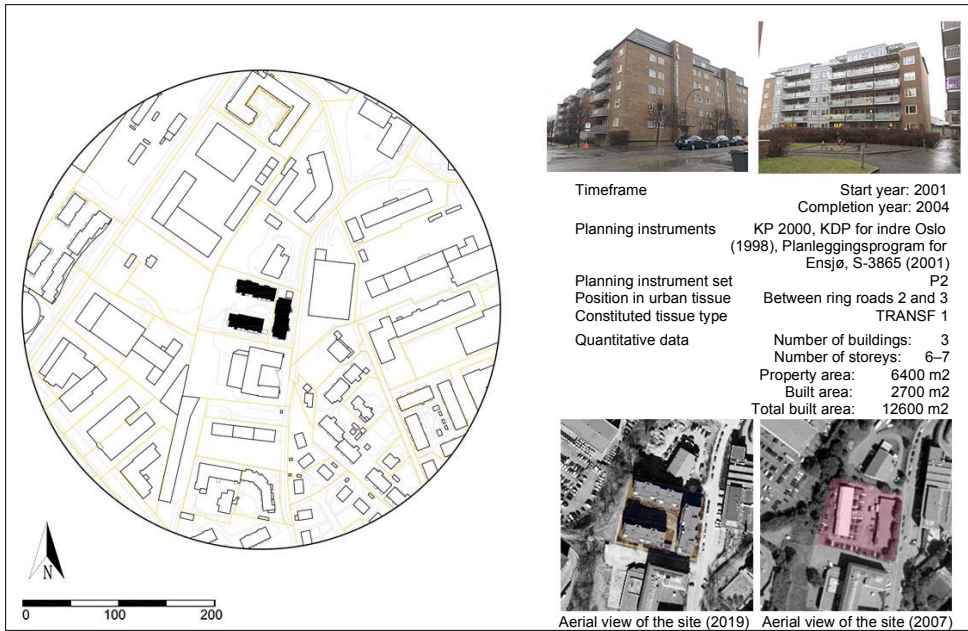 Timeframe Start year: 2001
Completion year: 2004
Planning instruments KP 2000, KDP for indre Oslo
(1998), Planleggingsprogram for
Ensjø, S-3865 (2001)
Planning instrument set P2
Position in urban tissue Between ring roads 2 and 3
Constituted tissue type TRANSF 1
Quantitative data Number of buildings: 3
Number of storeys: 6–7
Property area: 6400 m2
Built area: 2700 m2
Total built area: 12600 m2
N
0 100 200
Aerial view of the site (2019) Aerial view of the site (2007)